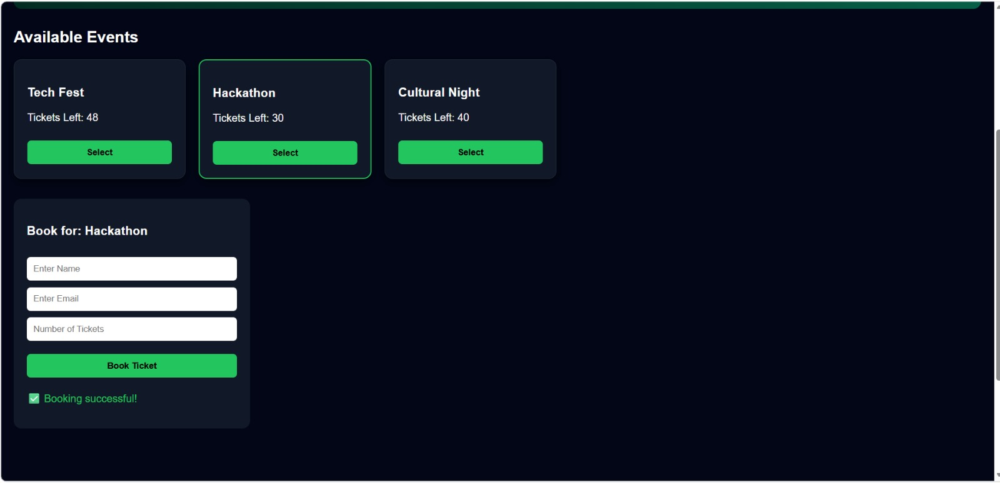 Available Events
Tech Fest
Tickets Left: 48
Select
Hackathon
Tickets Left: 30
Select
Cultural Night
Tickets Left: 40
Select
Book for: Hackathon
Enter Name
Enter Email
Number of Tickets
Book Ticket
✅ Booking successful!